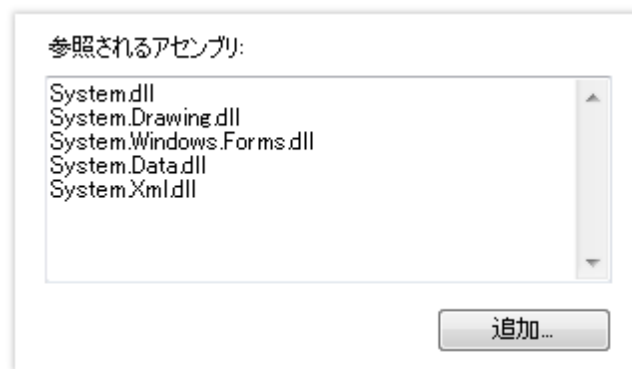 参照されるアセンブリ:
System.dll
System.Drawing.dll
System.Windows.Forms.dll
System.Data.dll
System.Xml.dll
追加...